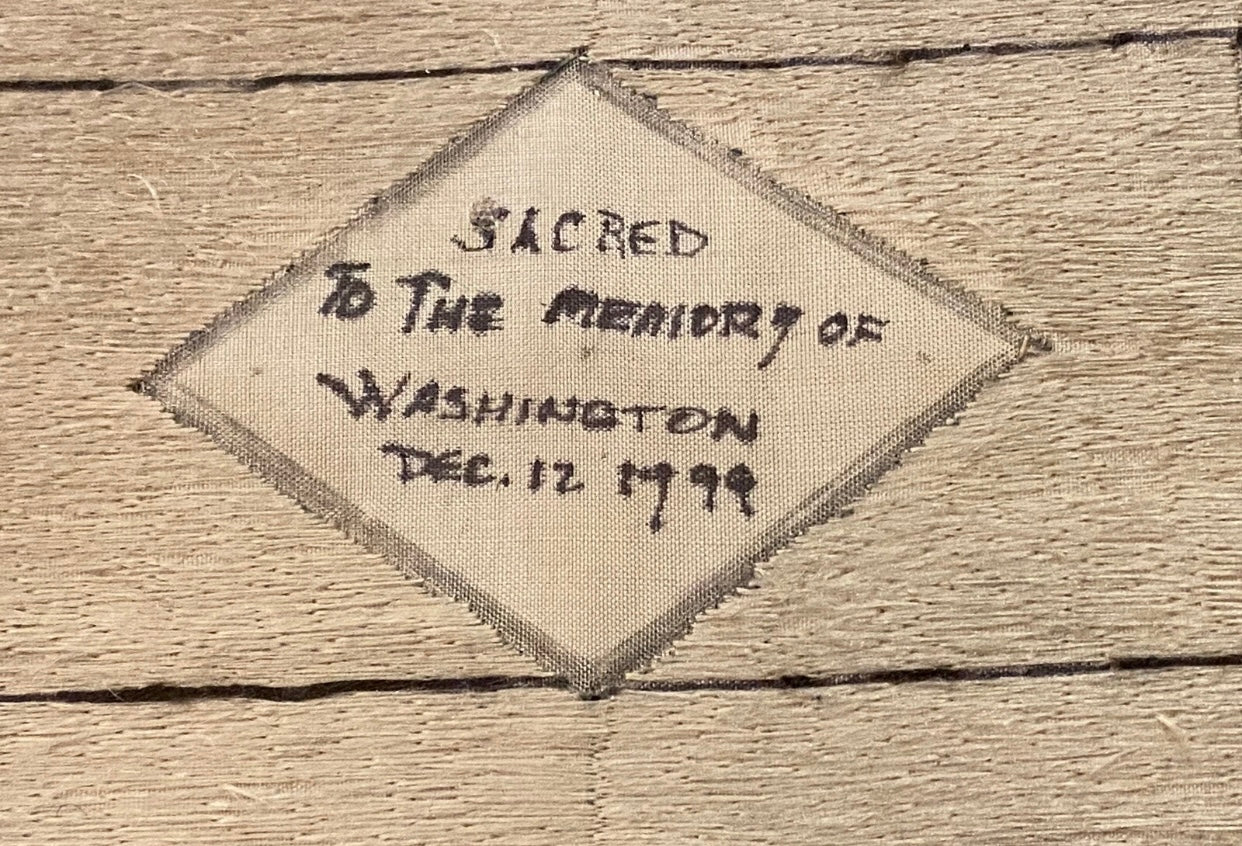 SACRED
TO THE MEMORY OF
WASHINGTON
DEC. 12 1799